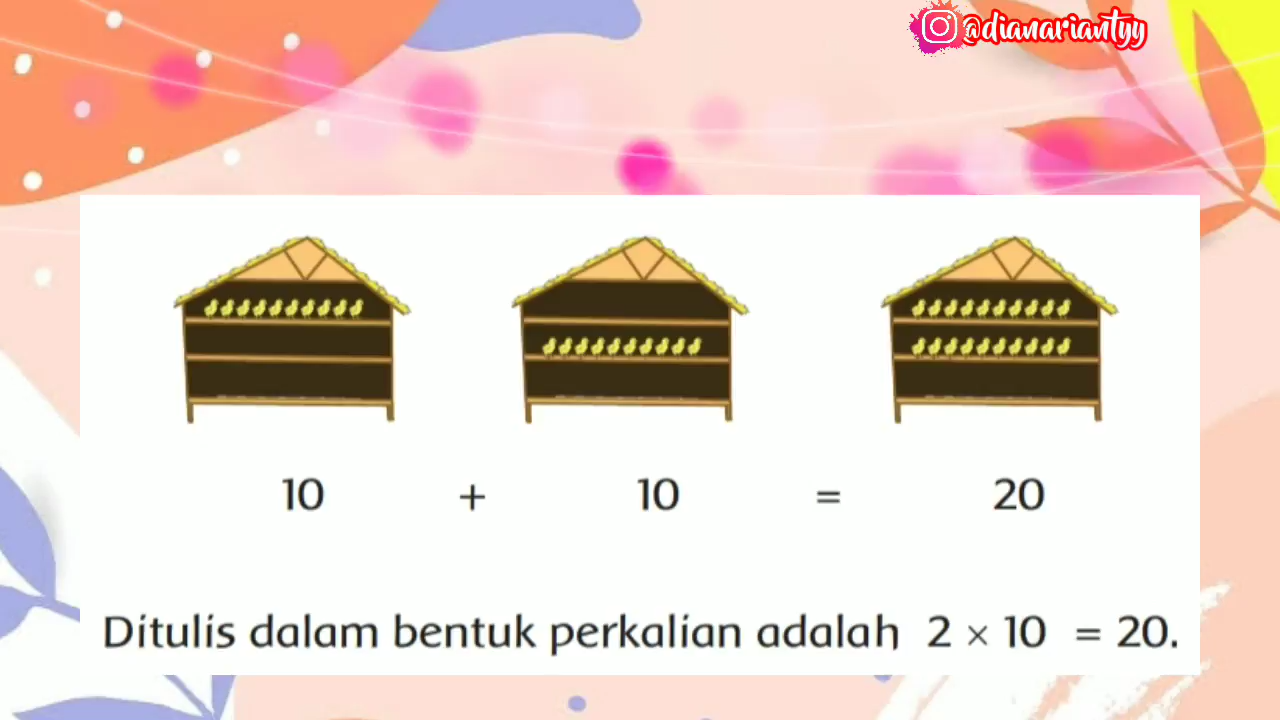 @dianariantyy
10 + 10 = 20
Ditulis dalam bentuk perkalian adalah 2 × 10 = 20.